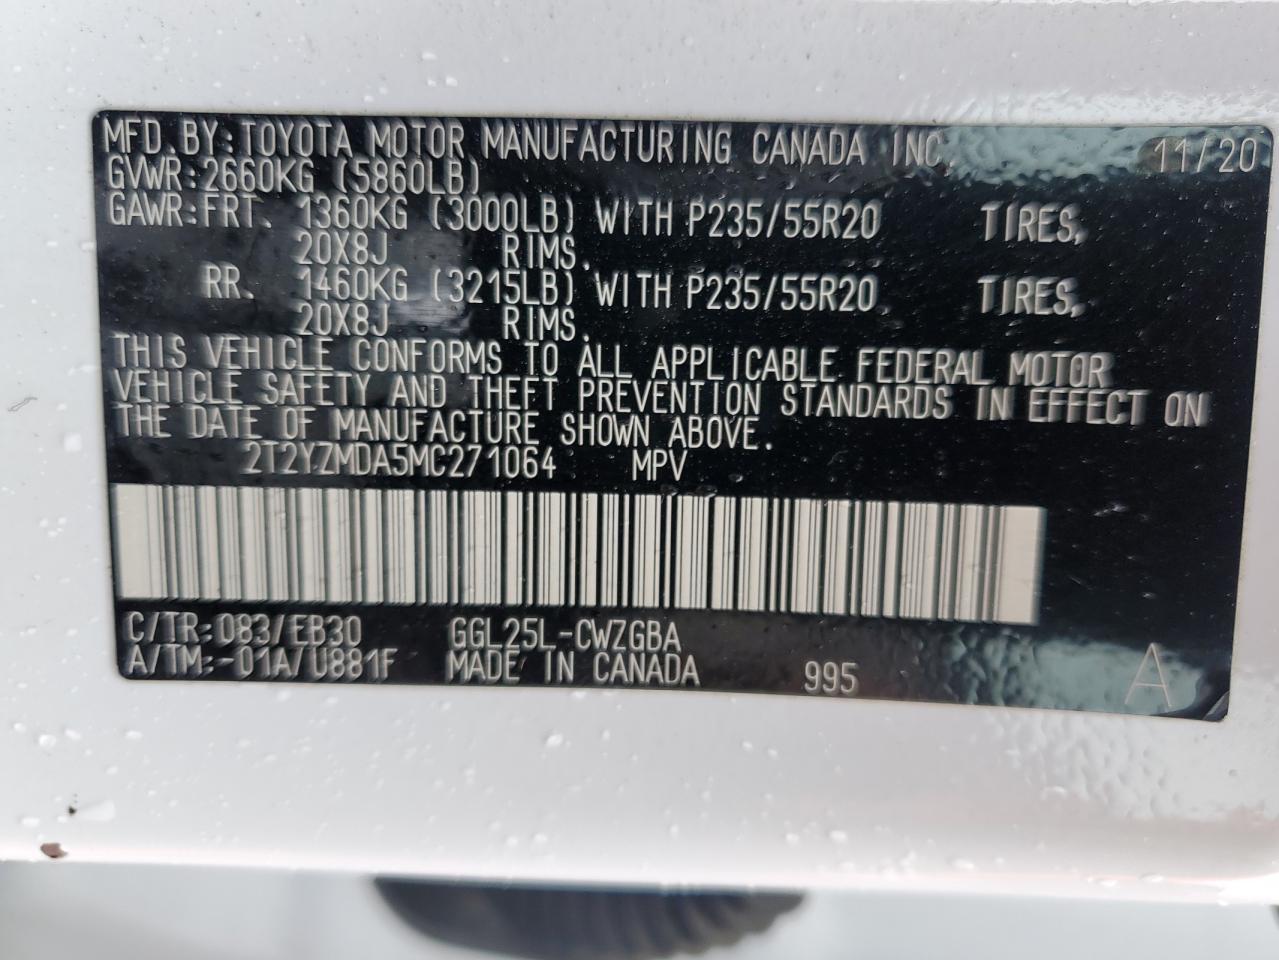 MFD.BY:TOYOTA MOTOR MANUFACTURING CANADA INC. 11/20
GVWR:2660KG (5860LB)
GAWR:FRT. 1360KG (3000LB) WITH P235/55R20 TIRES,
20X8J RIMS.
RR. 1460KG (3215LB) WITH P235/55R20 TIRES,
20X8J RIMS.
THIS VEHICLE CONFORMS TO ALL APPLICABLE FEDERAL MOTOR
VEHICLE SAFETY AND THEFT PREVENTION STANDARDS IN EFFECT ON
THE DATE OF MANUFACTURE SHOWN ABOVE.
2T2YZMDA5MC271064 MPV
C/TR:083/EB30 GGL25L-CWZGBA
A/TM:-01A/U881F MADE IN CANADA 995 A